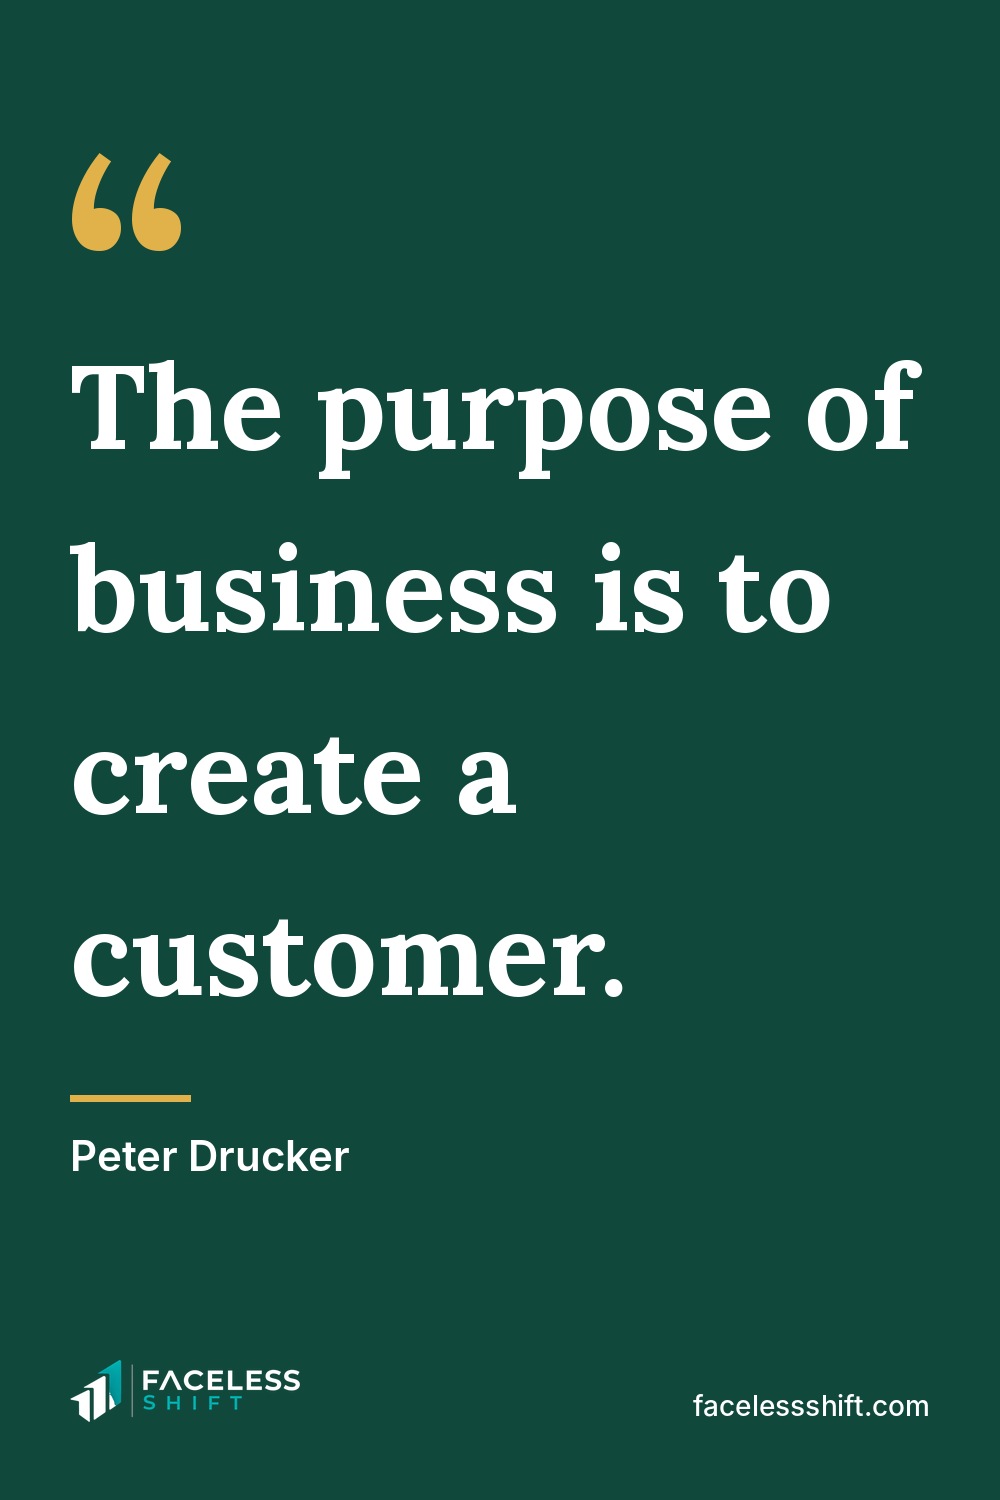 “
The purpose of
business is to
create a
customer.
Peter Drucker
FACELESS
SHIFT
facelessshift.com